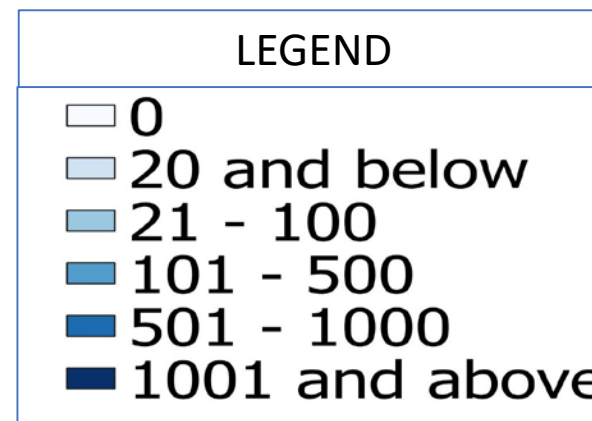 LEGEND
0
20 and below
21 - 100
101 - 500
501 - 1000
1001 and above